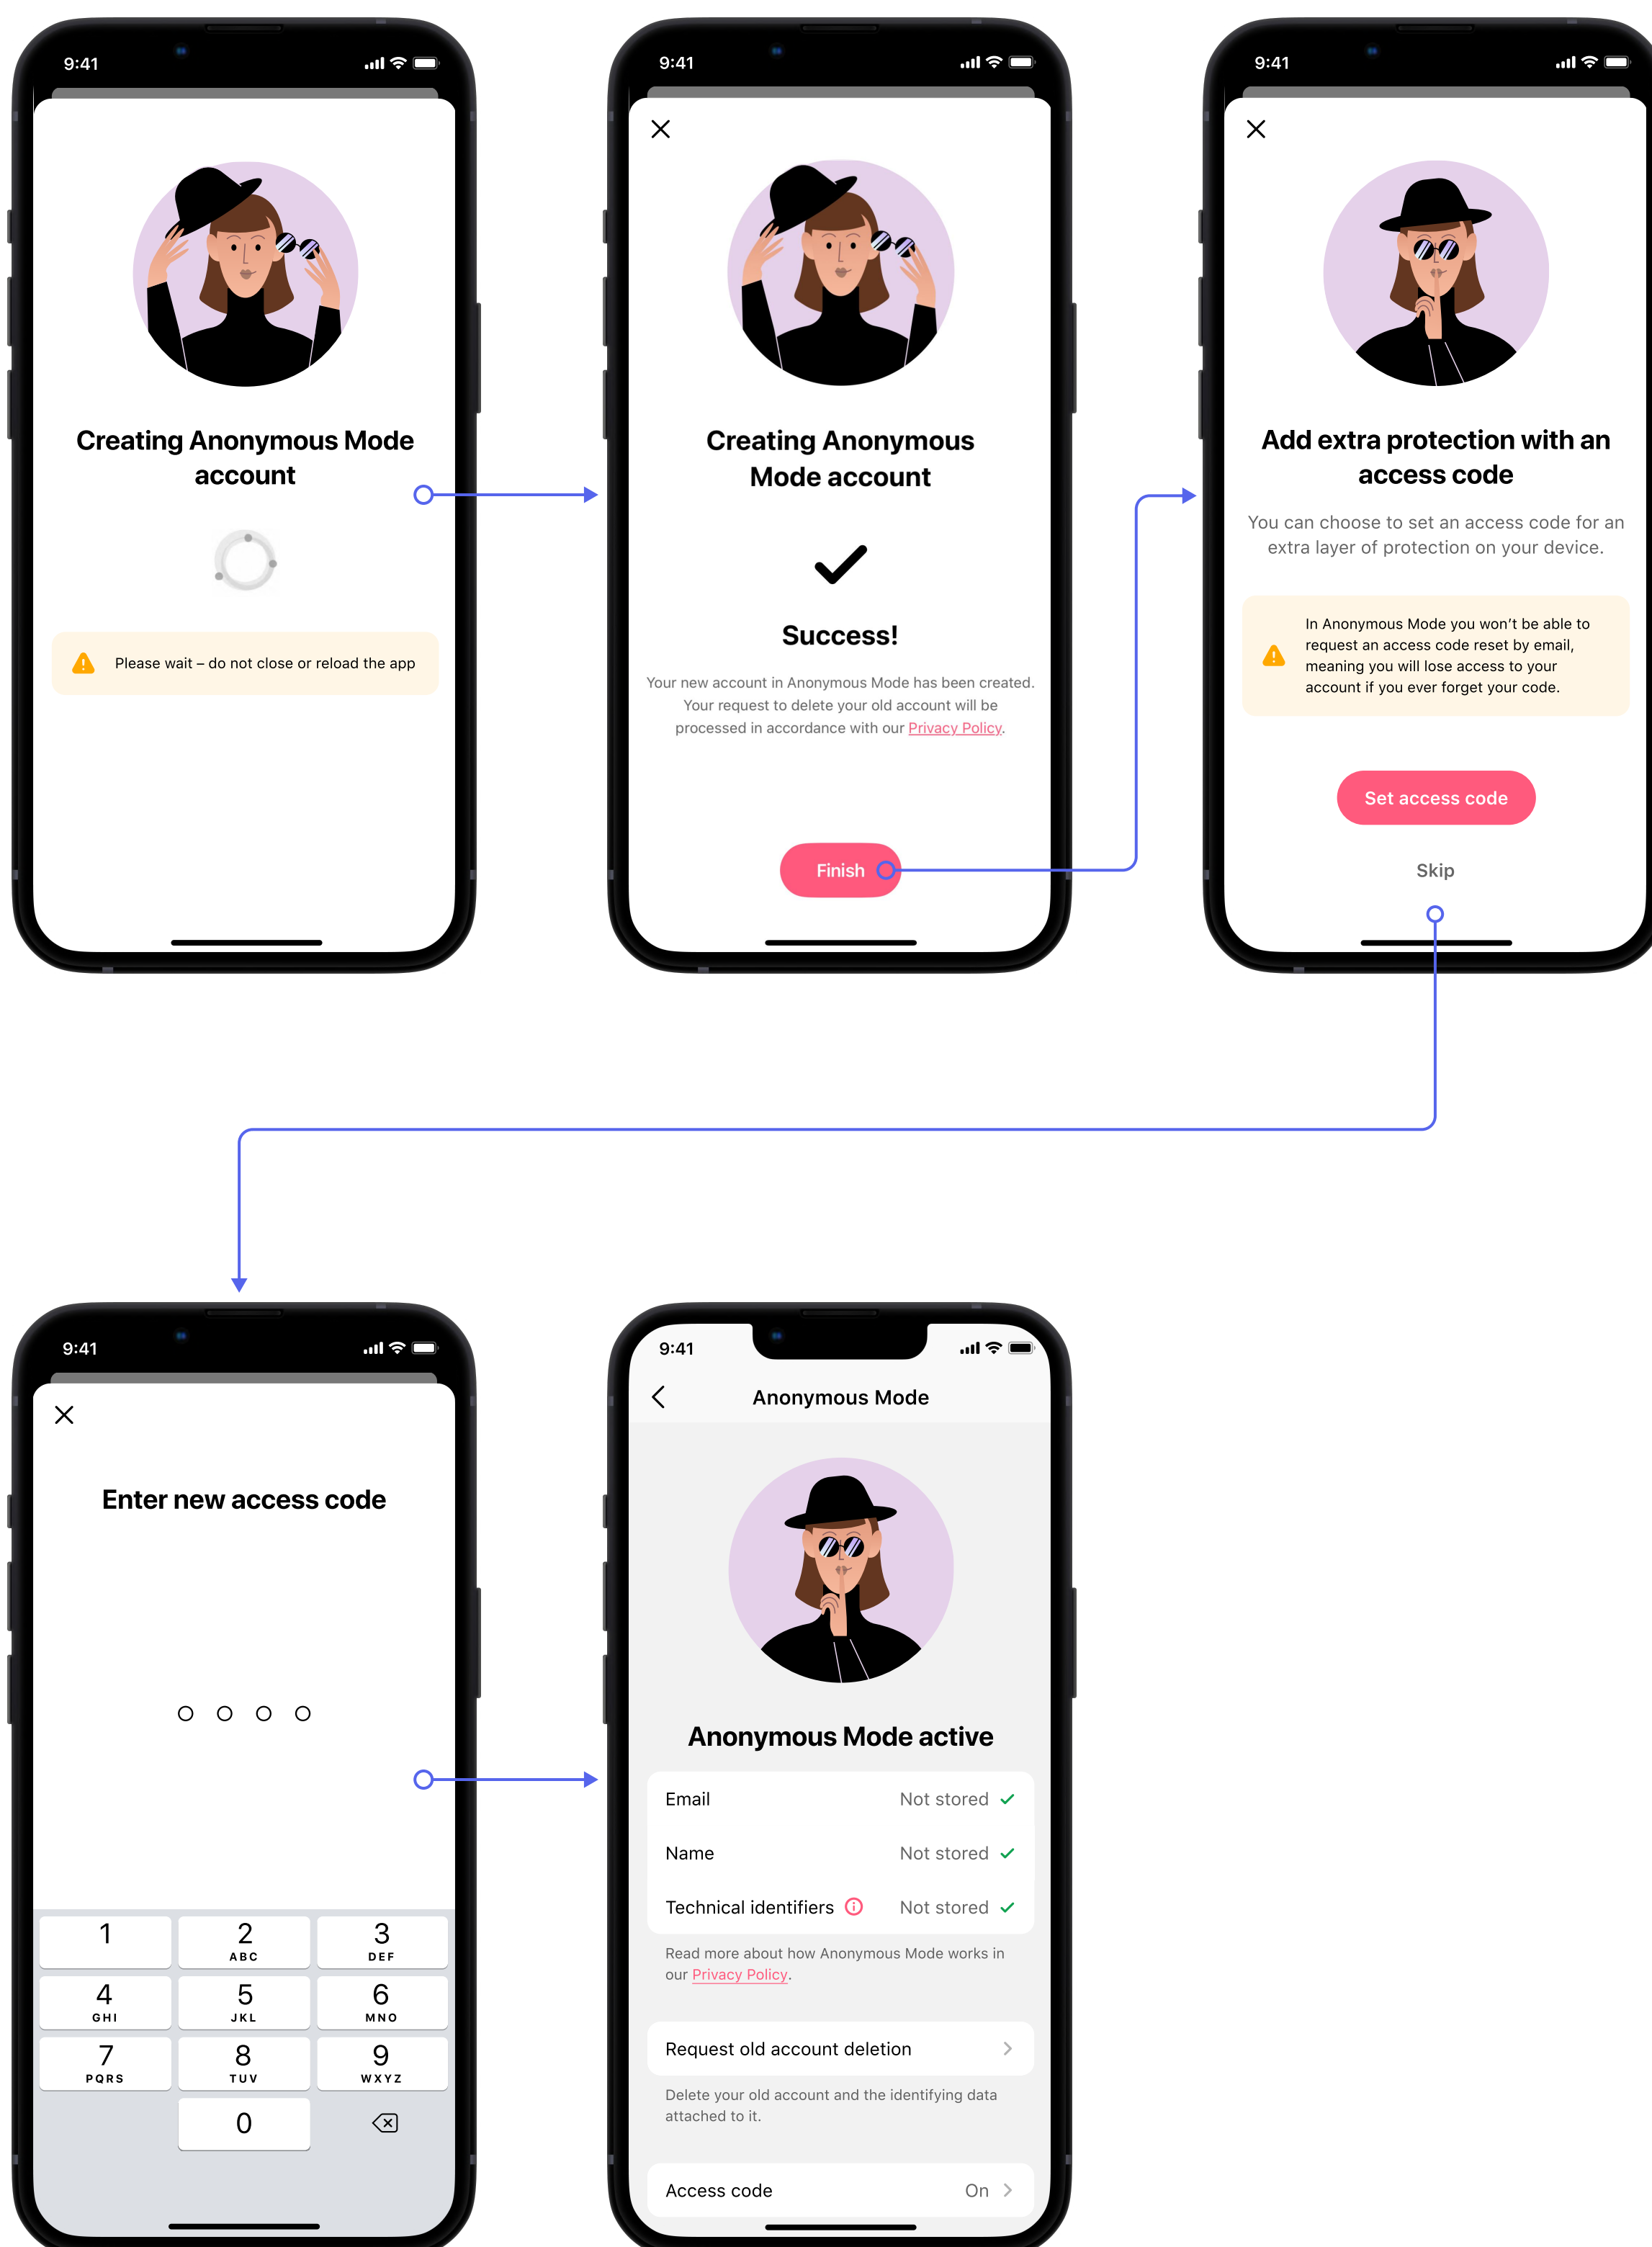 9:41
Creating Anonymous Mode
account
Please wait – do not close or reload the app
9:41
Creating Anonymous
Mode account
Success!
Your new account in Anonymous Mode has been created.
Your request to delete your old account will be
processed in accordance with our Privacy Policy.
Finish
9:41
Add extra protection with an
access code
You can choose to set an access code for an
extra layer of protection on your device.
In Anonymous Mode you won’t be able to
request an access code reset by email,
meaning you will lose access to your
account if you ever forget your code.
Set access code
Skip
9:41
Enter new access code
1 2 3
ABC DEF
4 5 6
GHI JKL MNO
7 8 9
PQRS TUV WXYZ
0
9:41
Anonymous Mode
Anonymous Mode active
Email Not stored
Name Not stored
Technical identifiers Not stored
Read more about how Anonymous Mode works in
our Privacy Policy.
Request old account deletion
Delete your old account and the identifying data
attached to it.
Access code On